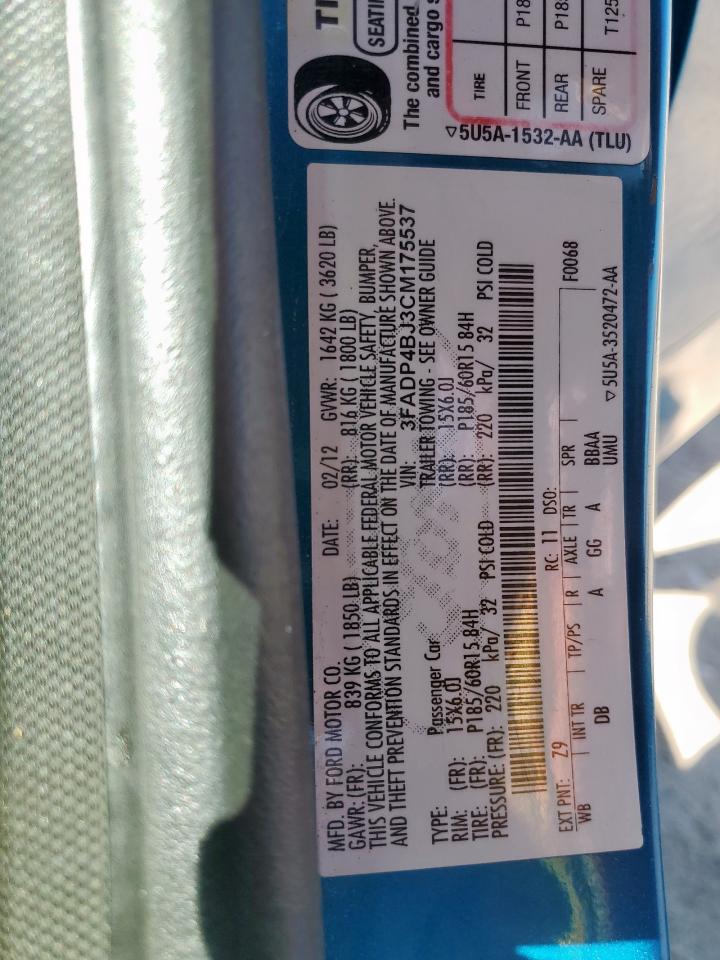 TI
SEATI
The combined
and cargo s
TIRE
FRONT P18
REAR P18
SPARE T125
▽5U5A-1532-AA (TLU)
MFD. BY FORD MOTOR CO. DATE: 02/12 GVWR: 1642 KG ( 3620 LB)
GAWR: (FR): 839 KG ( 1850 LB) (RR): 816 KG ( 1800 LB)
THIS VEHICLE CONFORMS TO ALL APPLICABLE FEDERAL MOTOR VEHICLE SAFETY, BUMPER,
AND THEFT PREVENTION STANDARDS IN EFFECT ON THE DATE OF MANUFACTURE SHOWN ABOVE.
VIN: 3FADP4BJ3CM175537
TYPE: Passenger Car TRAILER TOWING - SEE OWNER GUIDE
RIM: (FR): 15X6.0J (RR): 15X6.0J
TIRE: (FR): P185/60R15 84H (RR): P185/60R15 84H
PRESSURE: (FR): 220 kPa/ 32 PSI COLD (RR): 220 kPa/ 32 PSI COLD
EXT PNT: Z9 RC: 11 DSO: F0068
WB INT TR TP/PS R AXLE TR SPR
DB A GG A BBAA
UMU
▽5U5A-3520472-AA